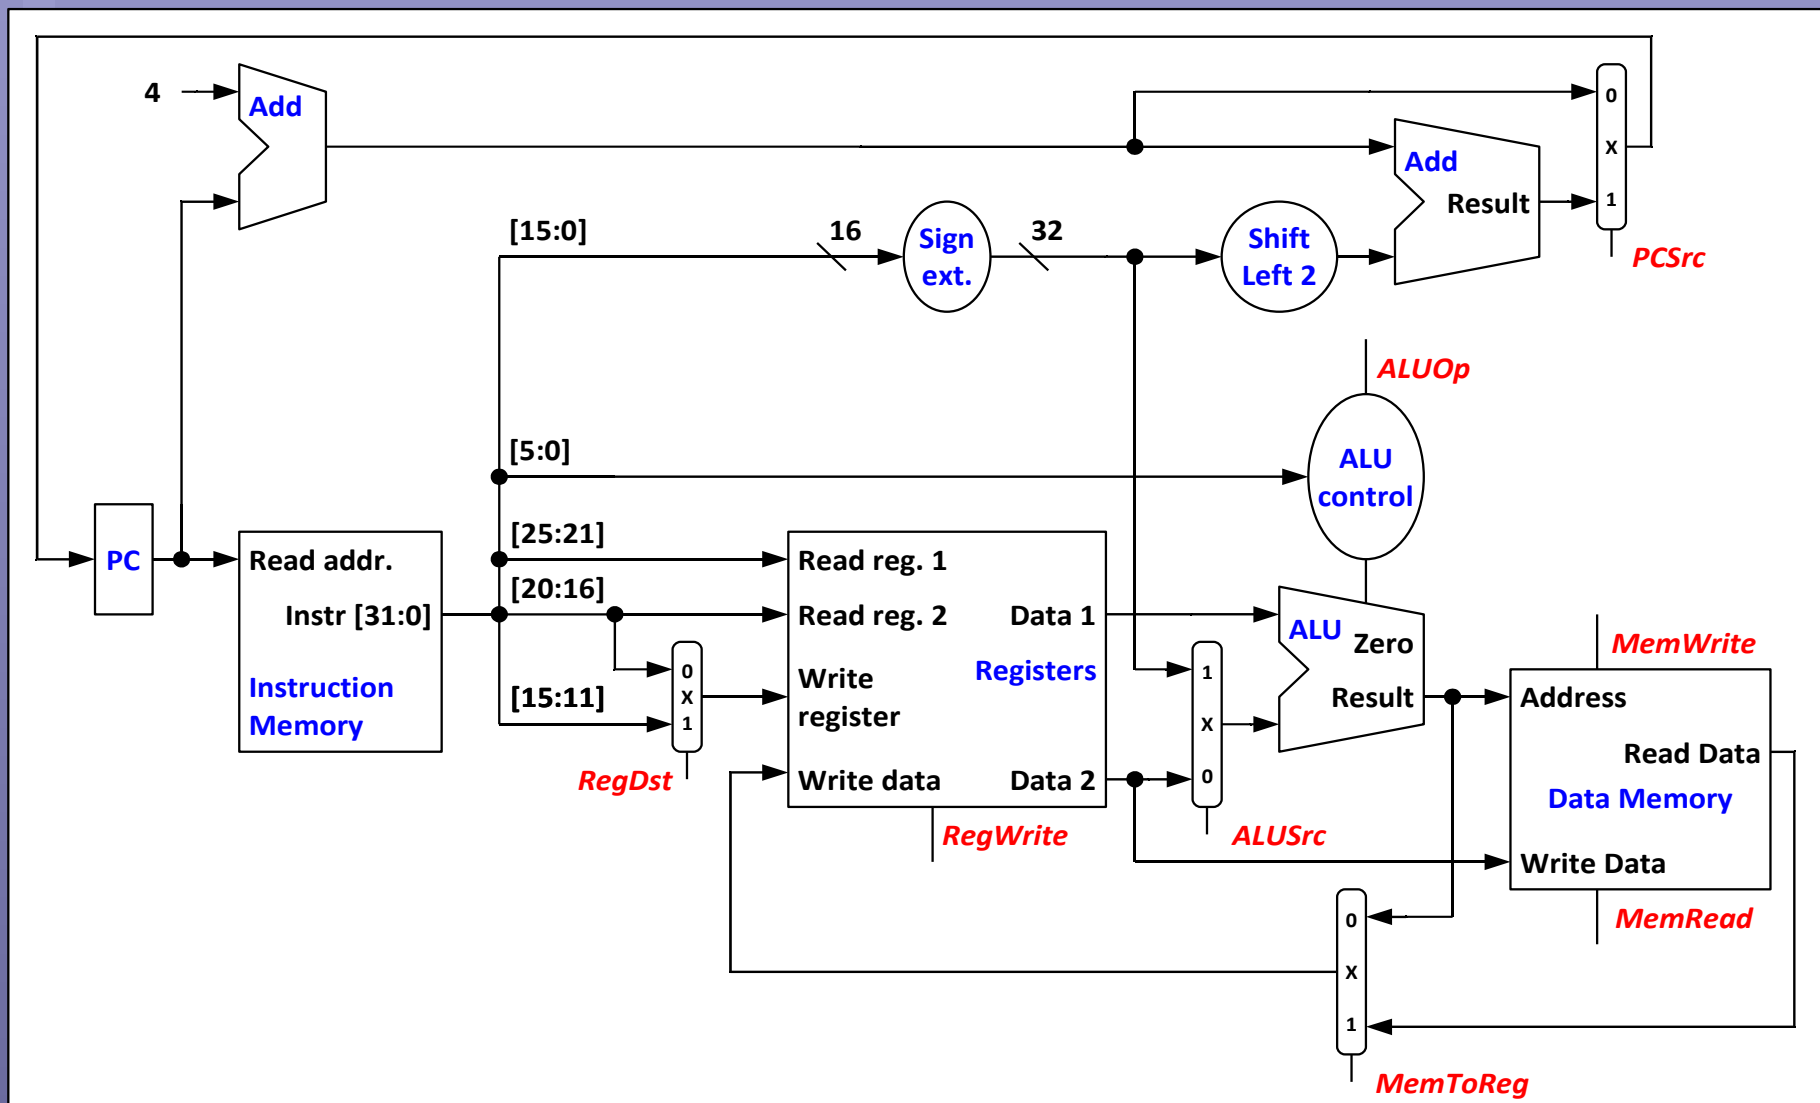 4
Add
0
X
1
PCSrc
Add
Result
[15:0]
16
Sign
ext.
32
Shift
Left 2
ALUOp
[5:0]
ALU
control
PC
Read addr.
Instr [31:0]
Instruction
Memory
[25:21]
[20:16]
[15:11]
0
X
1
RegDst
Read reg. 1
Read reg. 2
Data 1
Registers
Write
register
Write data
Data 2
RegWrite
1
X
0
ALUSrc
ALU
Zero
Result
MemWrite
Address
Read Data
Data Memory
Write Data
MemRead
0
X
1
MemToReg